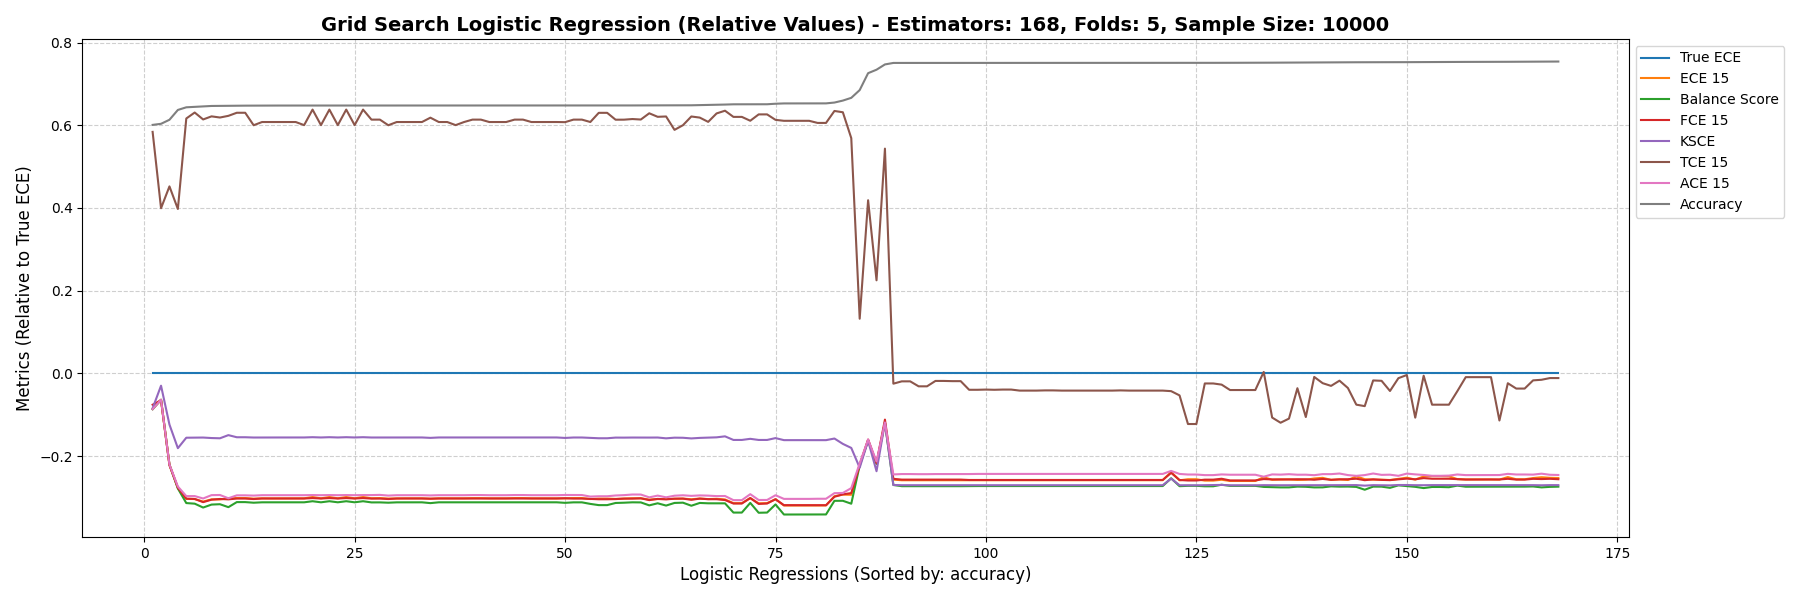 Grid Search Logistic Regression (Relative Values) - Estimators: 168, Folds: 5, Sample Size: 10000
Metrics (Relative to True ECE)
0.8
0.6
0.4
0.2
0.0
−0.2
0
25
50
75
100
125
150
175
Logistic Regressions (Sorted by: accuracy)
True ECE
ECE 15
Balance Score
FCE 15
KSCE
TCE 15
ACE 15
Accuracy